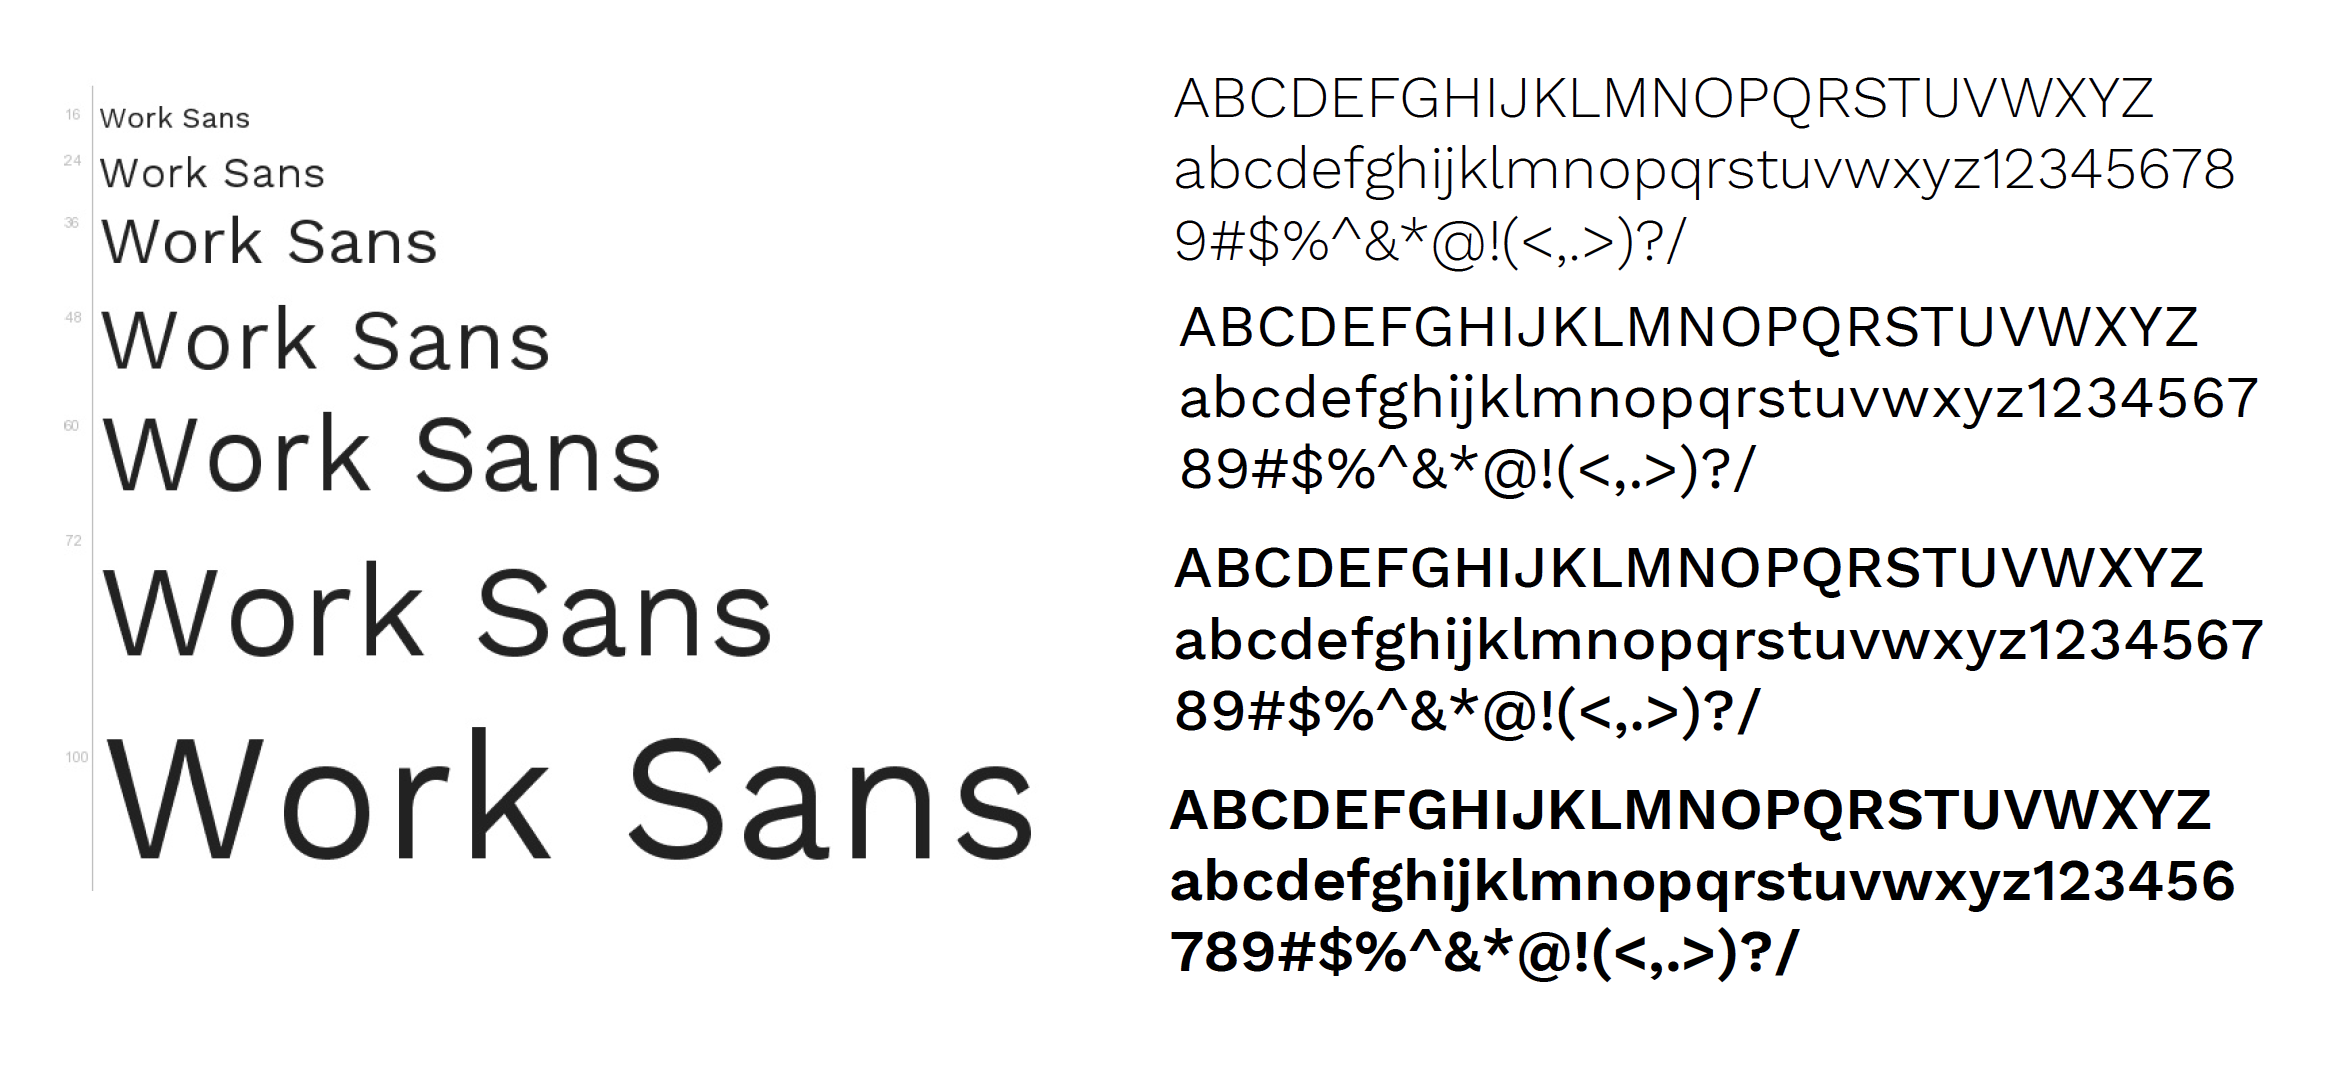 16 Work Sans
24 Work Sans
36 Work Sans
48 Work Sans
60 Work Sans
72 Work Sans
100 Work Sans
ABCDEFGHIJKLMNOPQRSTUVWXYZ
abcdefghijklmnopqrstuvwxyz12345678
9#$%^&*@!(<,.>)?/
ABCDEFGHIJKLMNOPQRSTUVWXYZ
abcdefghijklmnopqrstuvwxyz1234567
89#$%^&*@!(<,.>)?/
ABCDEFGHIJKLMNOPQRSTUVWXYZ
abcdefghijklmnopqrstuvwxyz1234567
89#$%^&*@!(<,.>)?/
ABCDEFGHIJKLMNOPQRSTUVWXYZ
abcdefghijklmnopqrstuvwxyz123456
789#$%^&*@!(<,.>)?/